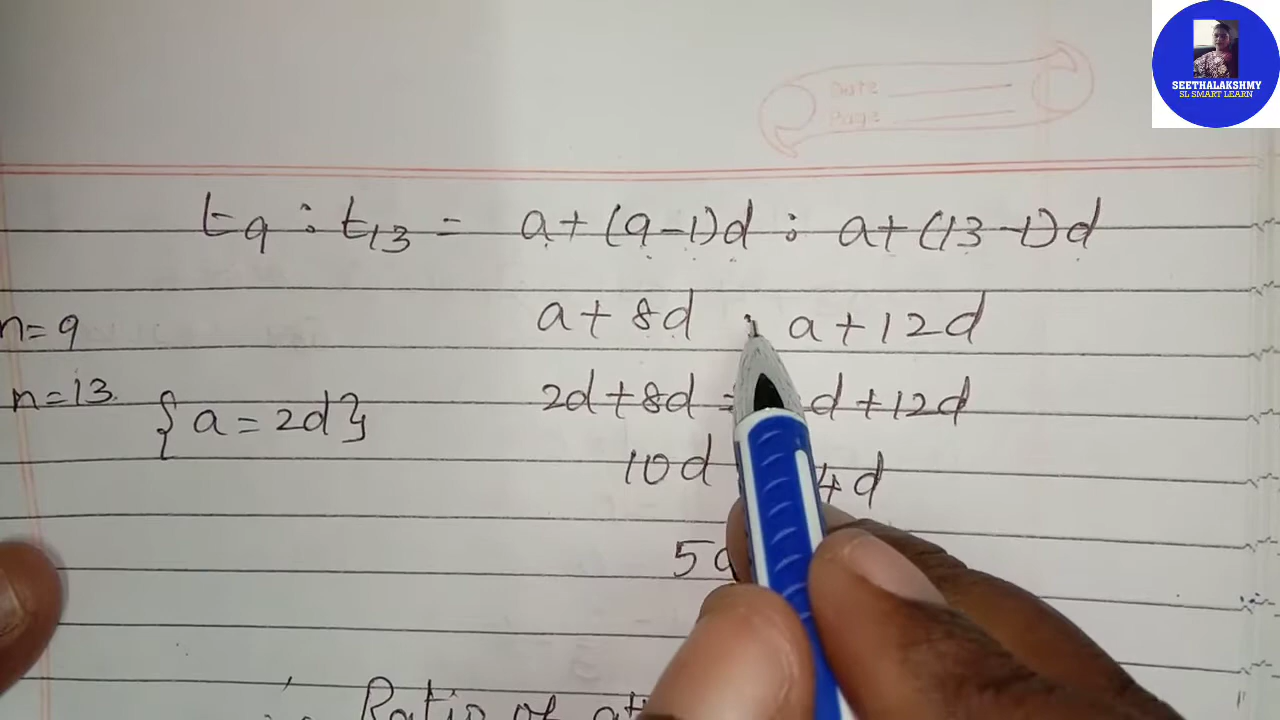 SEETHALAKSHMY
SL SMART LEARN
Date
Page
t9 : t13 = a+(9-1)d : a+(13-1)d
n=9
a+8d : a+12d
n=13
{a=2d}
2d+8d d+12d
10d 4d
5d
Ratio of